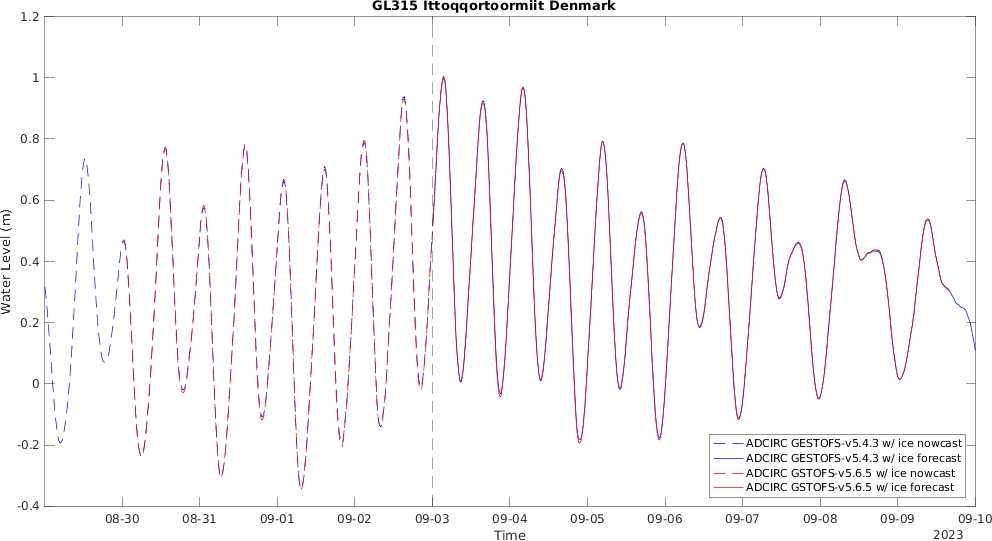 GL315 Ittoqqortoormiit Denmark
1.2
1
0.8
0.6
0.4
0.2
0
-0.2
-0.4
Water Level (m)
08-30 08-31 09-01 09-02 09-03 09-04 09-05 09-06 09-07 09-08 09-09 09-10
Time
2023
ADCIRC GESTOFS-v5.4.3 w/ ice nowcast
ADCIRC GESTOFS-v5.4.3 w/ ice forecast
ADCIRC GSTOFS-v5.6.5 w/ ice nowcast
ADCIRC GSTOFS-v5.6.5 w/ ice forecast